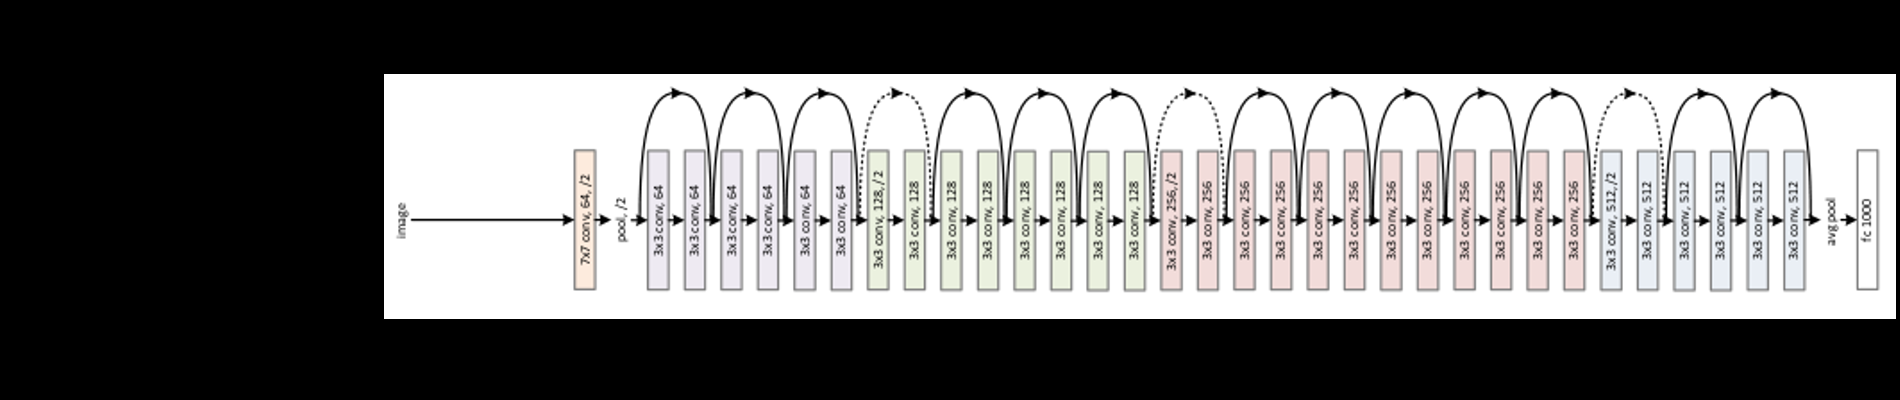 image
7x7 conv, 64, /2
pool, /2
3x3 conv, 64
3x3 conv, 64
3x3 conv, 64
3x3 conv, 64
3x3 conv, 64
3x3 conv, 64
3x3 conv, 128, /2
3x3 conv, 128
3x3 conv, 128
3x3 conv, 128
3x3 conv, 128
3x3 conv, 128
3x3 conv, 128
3x3 conv, 128
3x3 conv, 256, /2
3x3 conv, 256
3x3 conv, 256
3x3 conv, 256
3x3 conv, 256
3x3 conv, 256
3x3 conv, 256
3x3 conv, 256
3x3 conv, 256
3x3 conv, 256
3x3 conv, 256
3x3 conv, 256
3x3 conv, 512, /2
3x3 conv, 512
3x3 conv, 512
3x3 conv, 512
3x3 conv, 512
3x3 conv, 512
avg pool
fc 1000